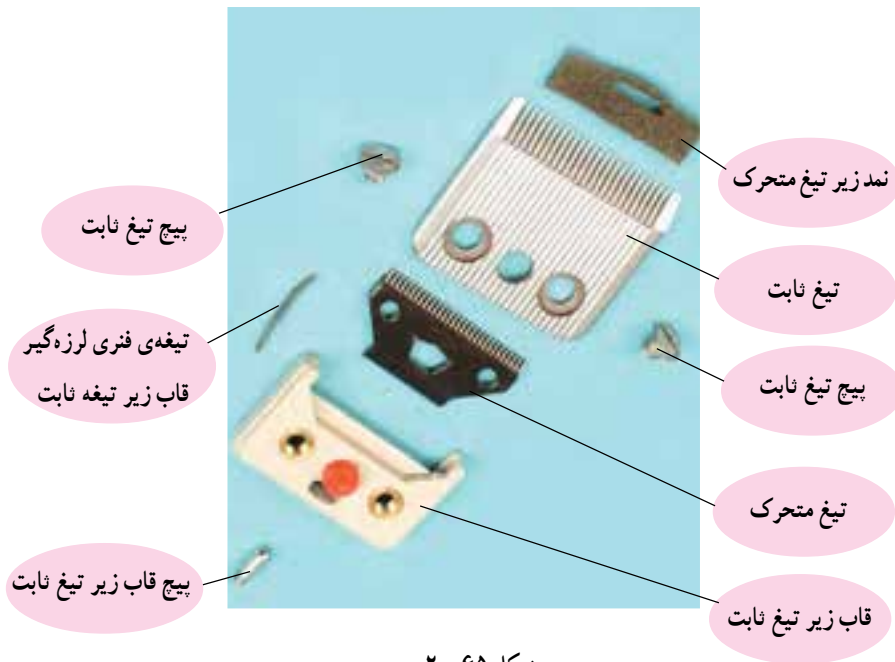 نمد زیر تیغ متحرک
پیچ تیغ ثابت
تیغ ثابت
تیغه‌ی فنری لرزه‌گیر
قاب زیر تیغه ثابت
پیچ تیغ ثابت
تیغ متحرک
پیچ قاب زیر تیغ ثابت
قاب زیر تیغ ثابت